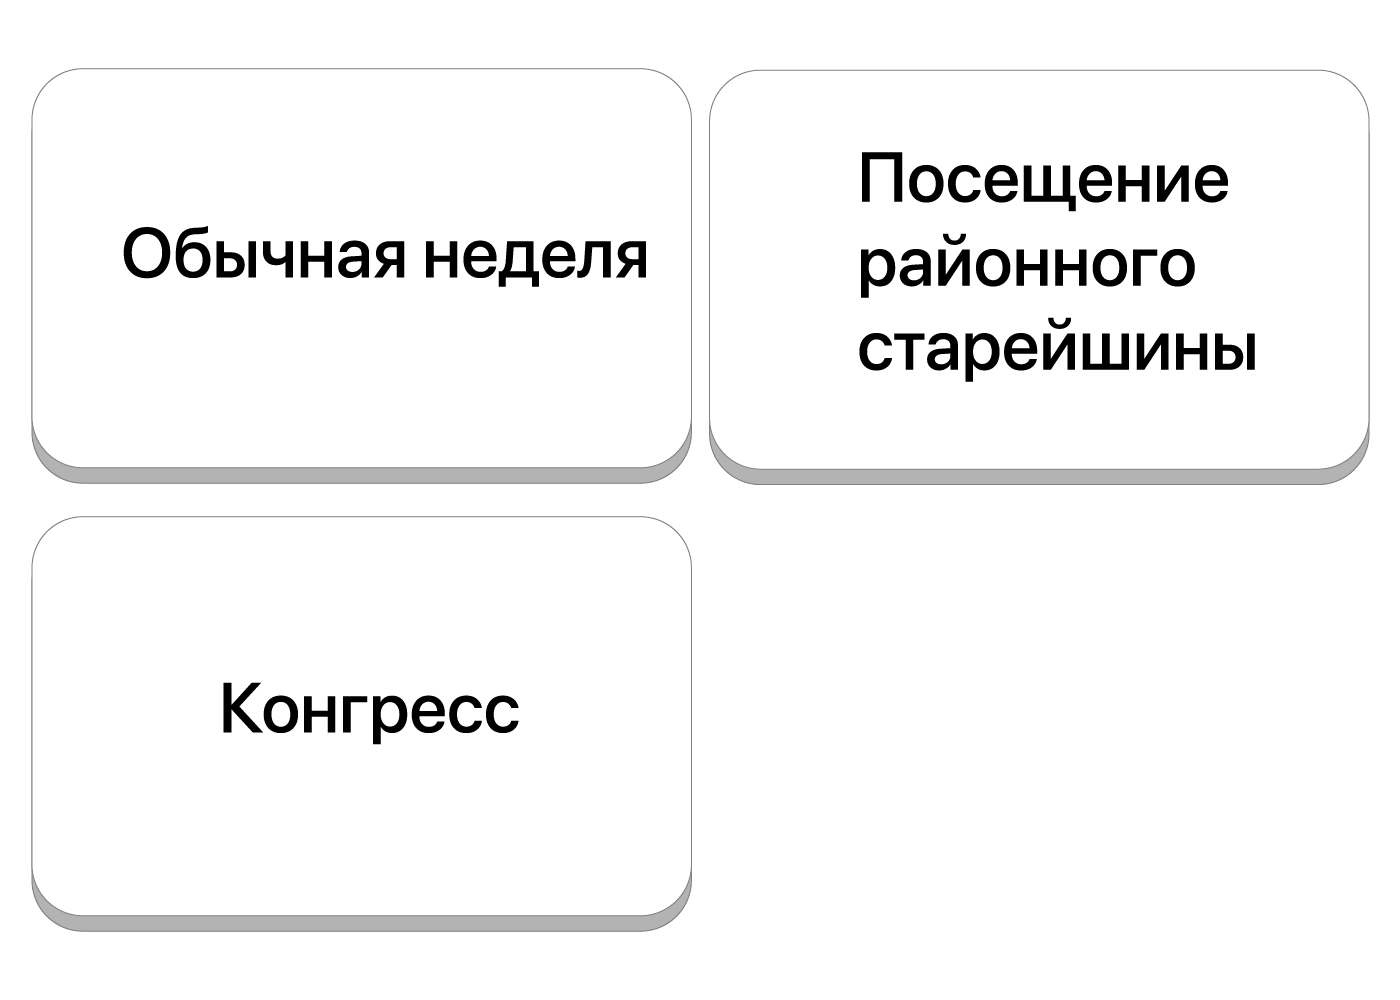 Обычная неделя
Посещение
районного
старейшины
Конгресс